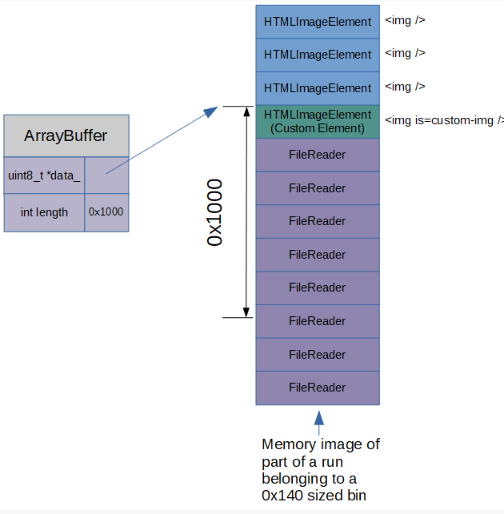 HTMLImageElement
<img />
HTMLImageElement
<img />
HTMLImageElement
<img />
HTMLImageElement
(Custom Element)
<img is=custom-img />
ArrayBuffer
uint8_t *data_
int length
0x1000
0x1000
FileReader
FileReader
FileReader
FileReader
FileReader
FileReader
FileReader
FileReader
Memory image of
part of a run
belonging to a
0x140 sized bin